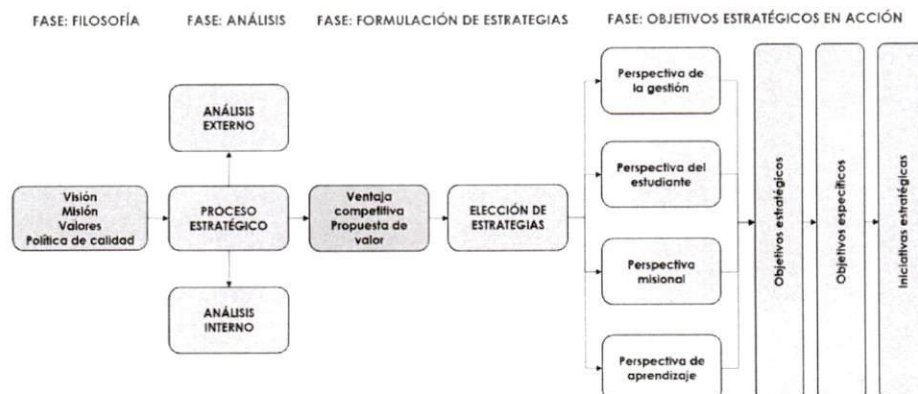 FASE: FILOSOFÍA
FASE: ANÁLISIS
FASE: FORMULACIÓN DE ESTRATEGIAS
FASE: OBJETIVOS ESTRATÉGICOS EN ACCIÓN
Visión
Misión
Valores
Política de calidad
ANÁLISIS
EXTERNO
PROCESO
ESTRATÉGICO
ANÁLISIS
INTERNO
Ventaja
competitiva
Propuesta de
valor
ELECCIÓN DE
ESTRATEGIAS
Perspectiva de
la gestión
Perspectiva del
estudiante
Perspectiva
misional
Perspectiva de
aprendizaje
Objetivos estratégicos
Objetivos específicos
Iniciativas estratégicas